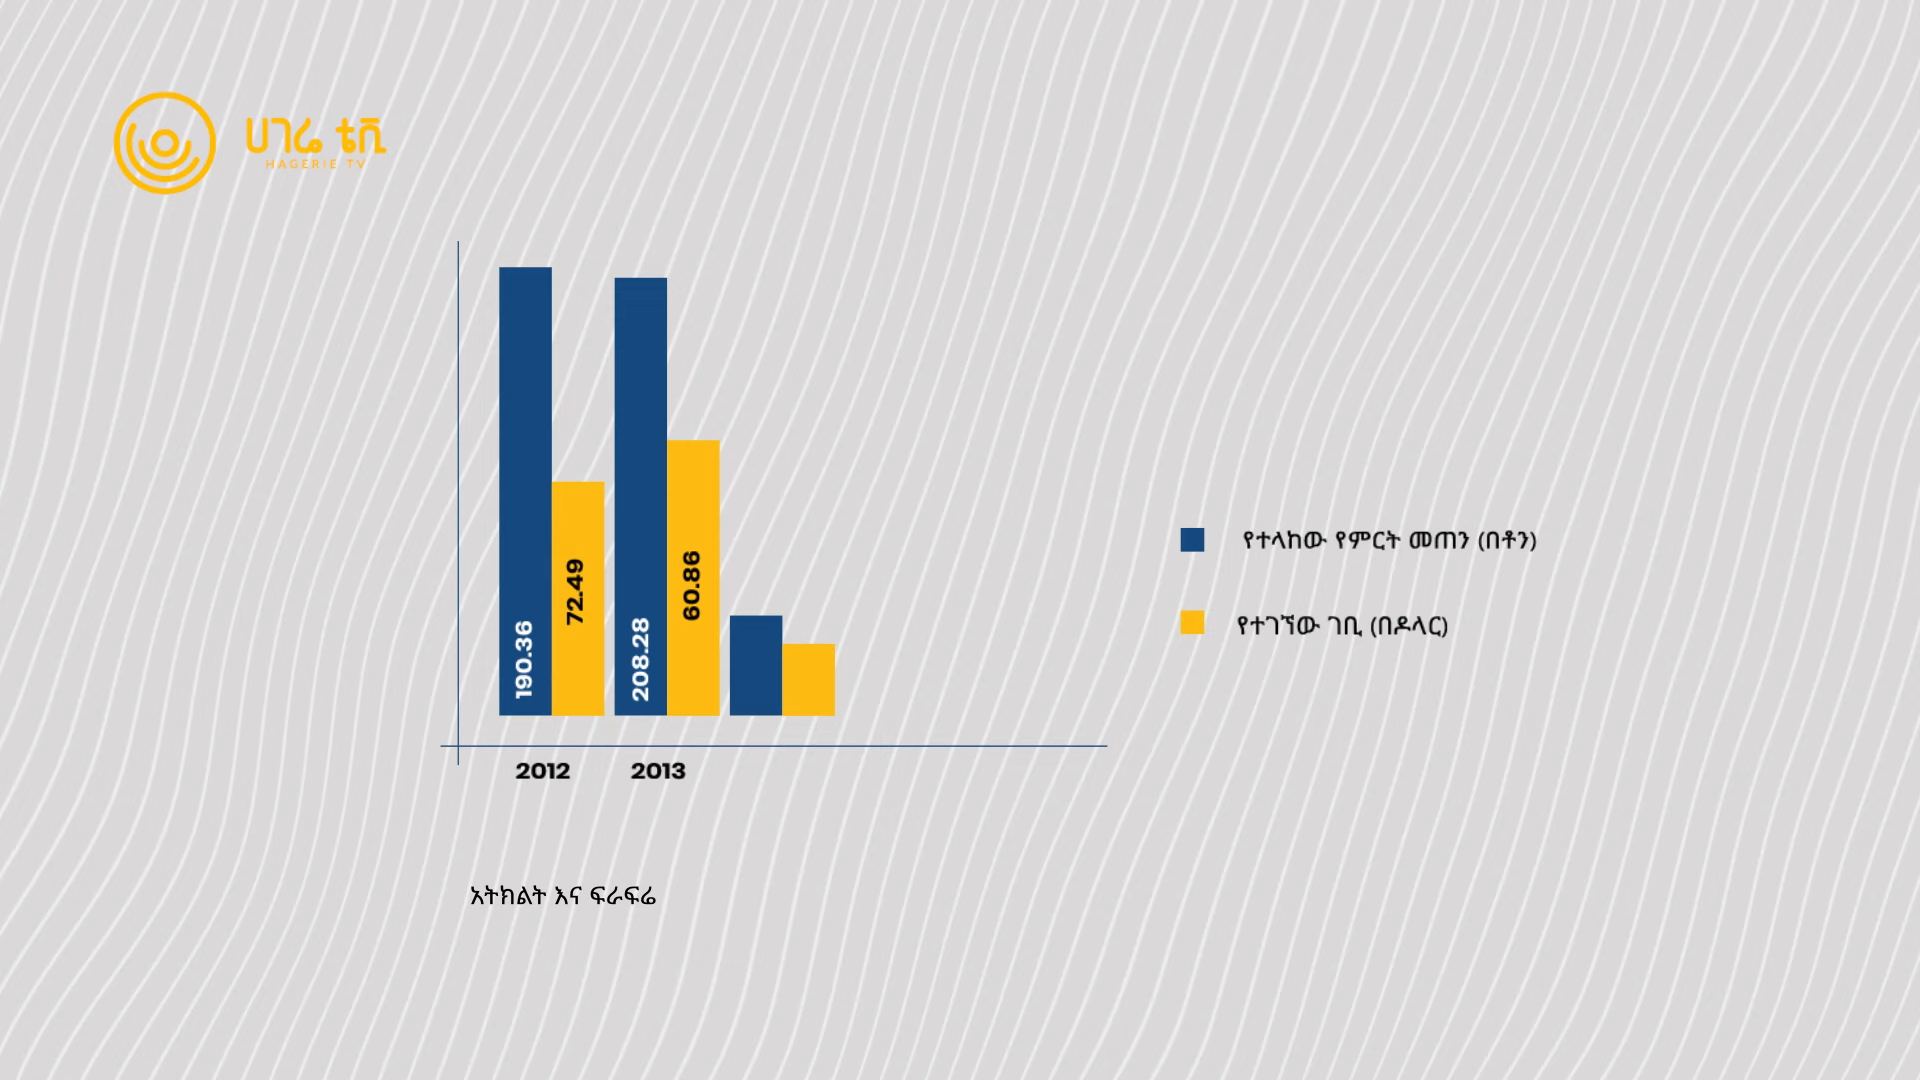 ሀገሬ ቴቪ
HAGERIE TV
190.36
72.49
208.28
60.86
2012
2013
የተላከው የምርት መጠን (በቶን)
የተገኘው ገቢ (በዶላር)
አትክልት እና ፍራፍሬ